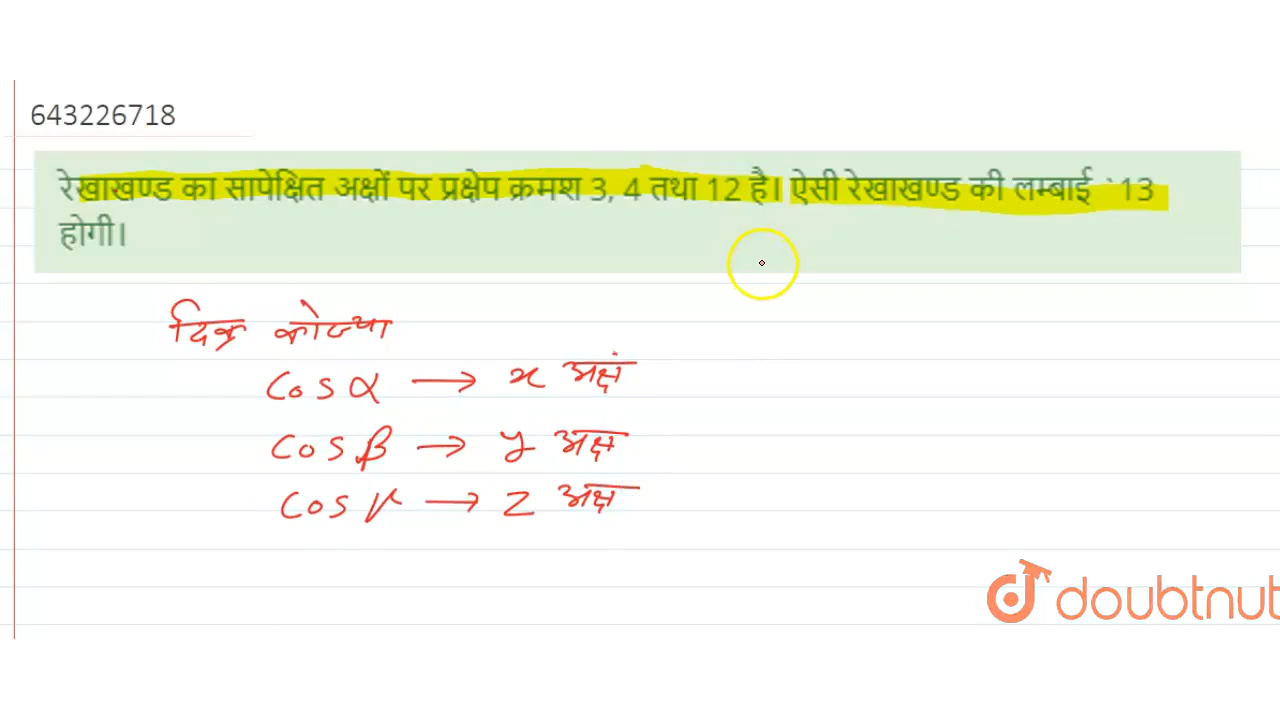 643226718
रेखाखण्ड का सापेक्षित अक्षों पर प्रक्षेप क्रमश 3, 4 तथा 12 है। ऐसी रेखाखण्ड की लम्बाई `13
होगी।
दिक् कोज्या
cos α → x अक्षं
cos β → y अक्ष
cos γ → z अक्ष
doubtnut